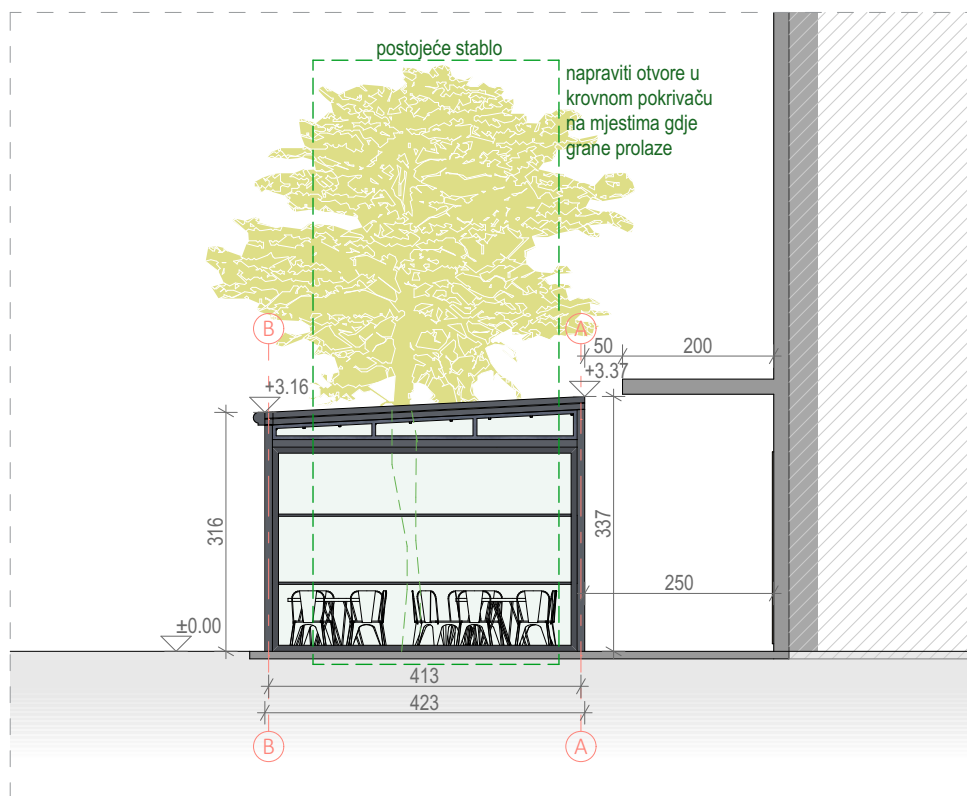 postojeće stablo
napraviti otvore u
krovnom pokrivaču
na mjestima gdje
grane prolaze
B
A
50
200
+3.16
+3.37
316
337
250
±0.00
413
423
B
A